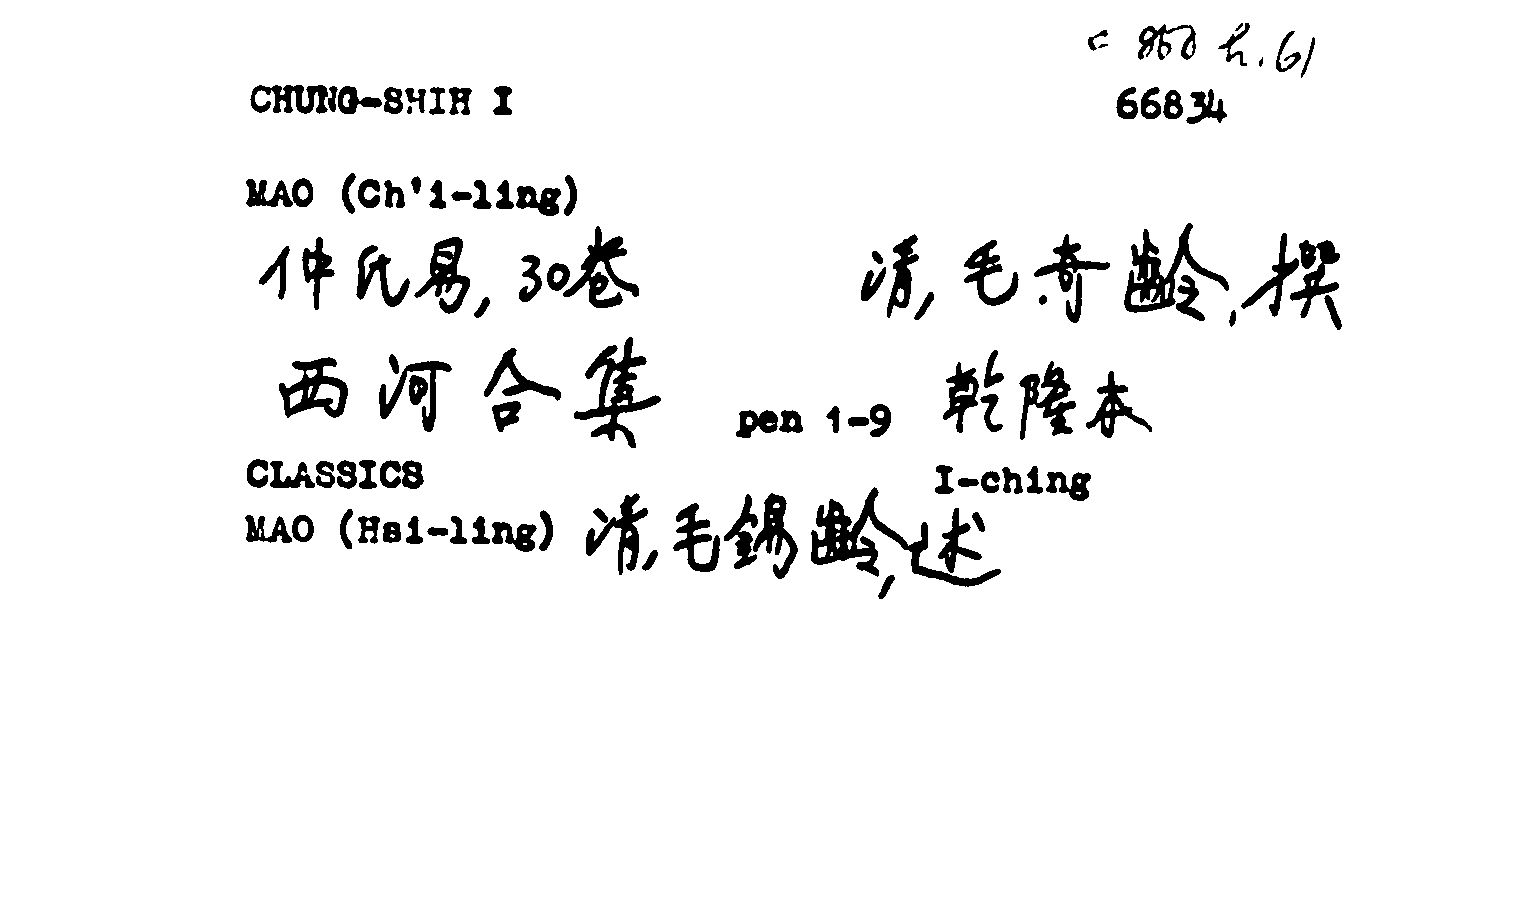 c 850 h.61
CHUNG-SHIH I 66834
MAO (Ch'i-ling)
仲氏易, 30卷 清, 毛奇齡, 撰
西河合集 pen 1-9 乾隆本
CLASSICS I-ching
MAO (Hsi-ling) 清, 毛錫齡, 述